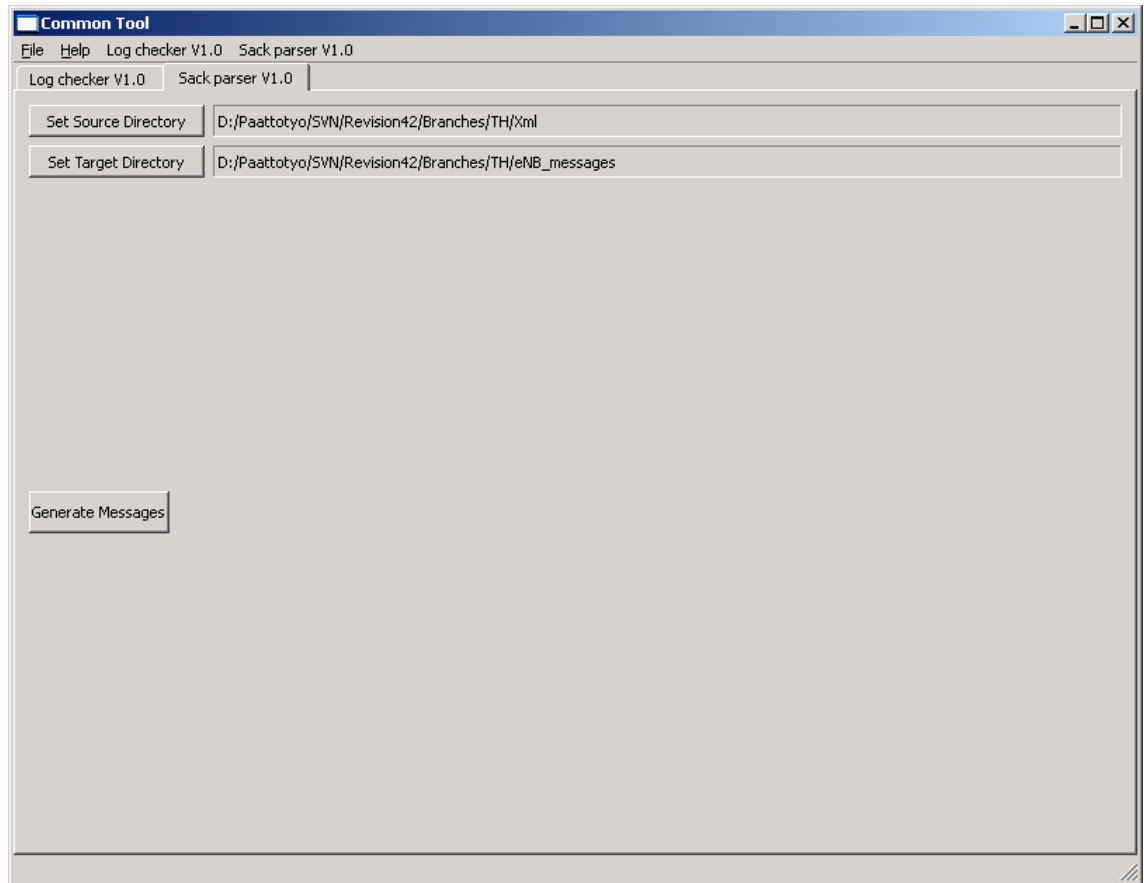 Common Tool
File Help Log checker V1.0 Sack parser V1.0
Log checker V1.0 Sack parser V1.0
Set Source Directory D:/Paattotyo/SVN/Revision42/Branches/TH/Xml
Set Target Directory D:/Paattotyo/SVN/Revision42/Branches/TH/eNB_messages
Generate Messages